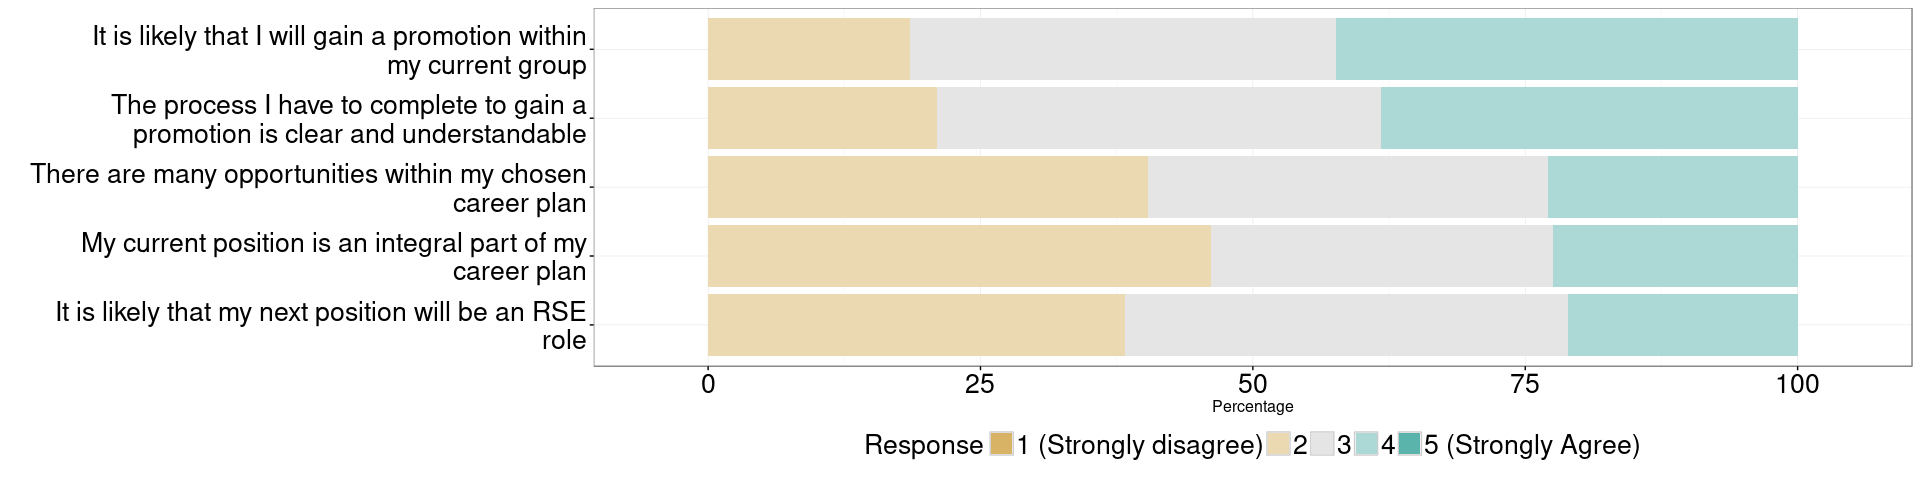 It is likely that I will gain a promotion within
my current group
The process I have to complete to gain a
promotion is clear and understandable
There are many opportunities within my chosen
career plan
My current position is an integral part of my
career plan
It is likely that my next position will be an RSE
role
0 25 50 75 100
Percentage
Response 1 (Strongly disagree) 2 3 4 5 (Strongly Agree)